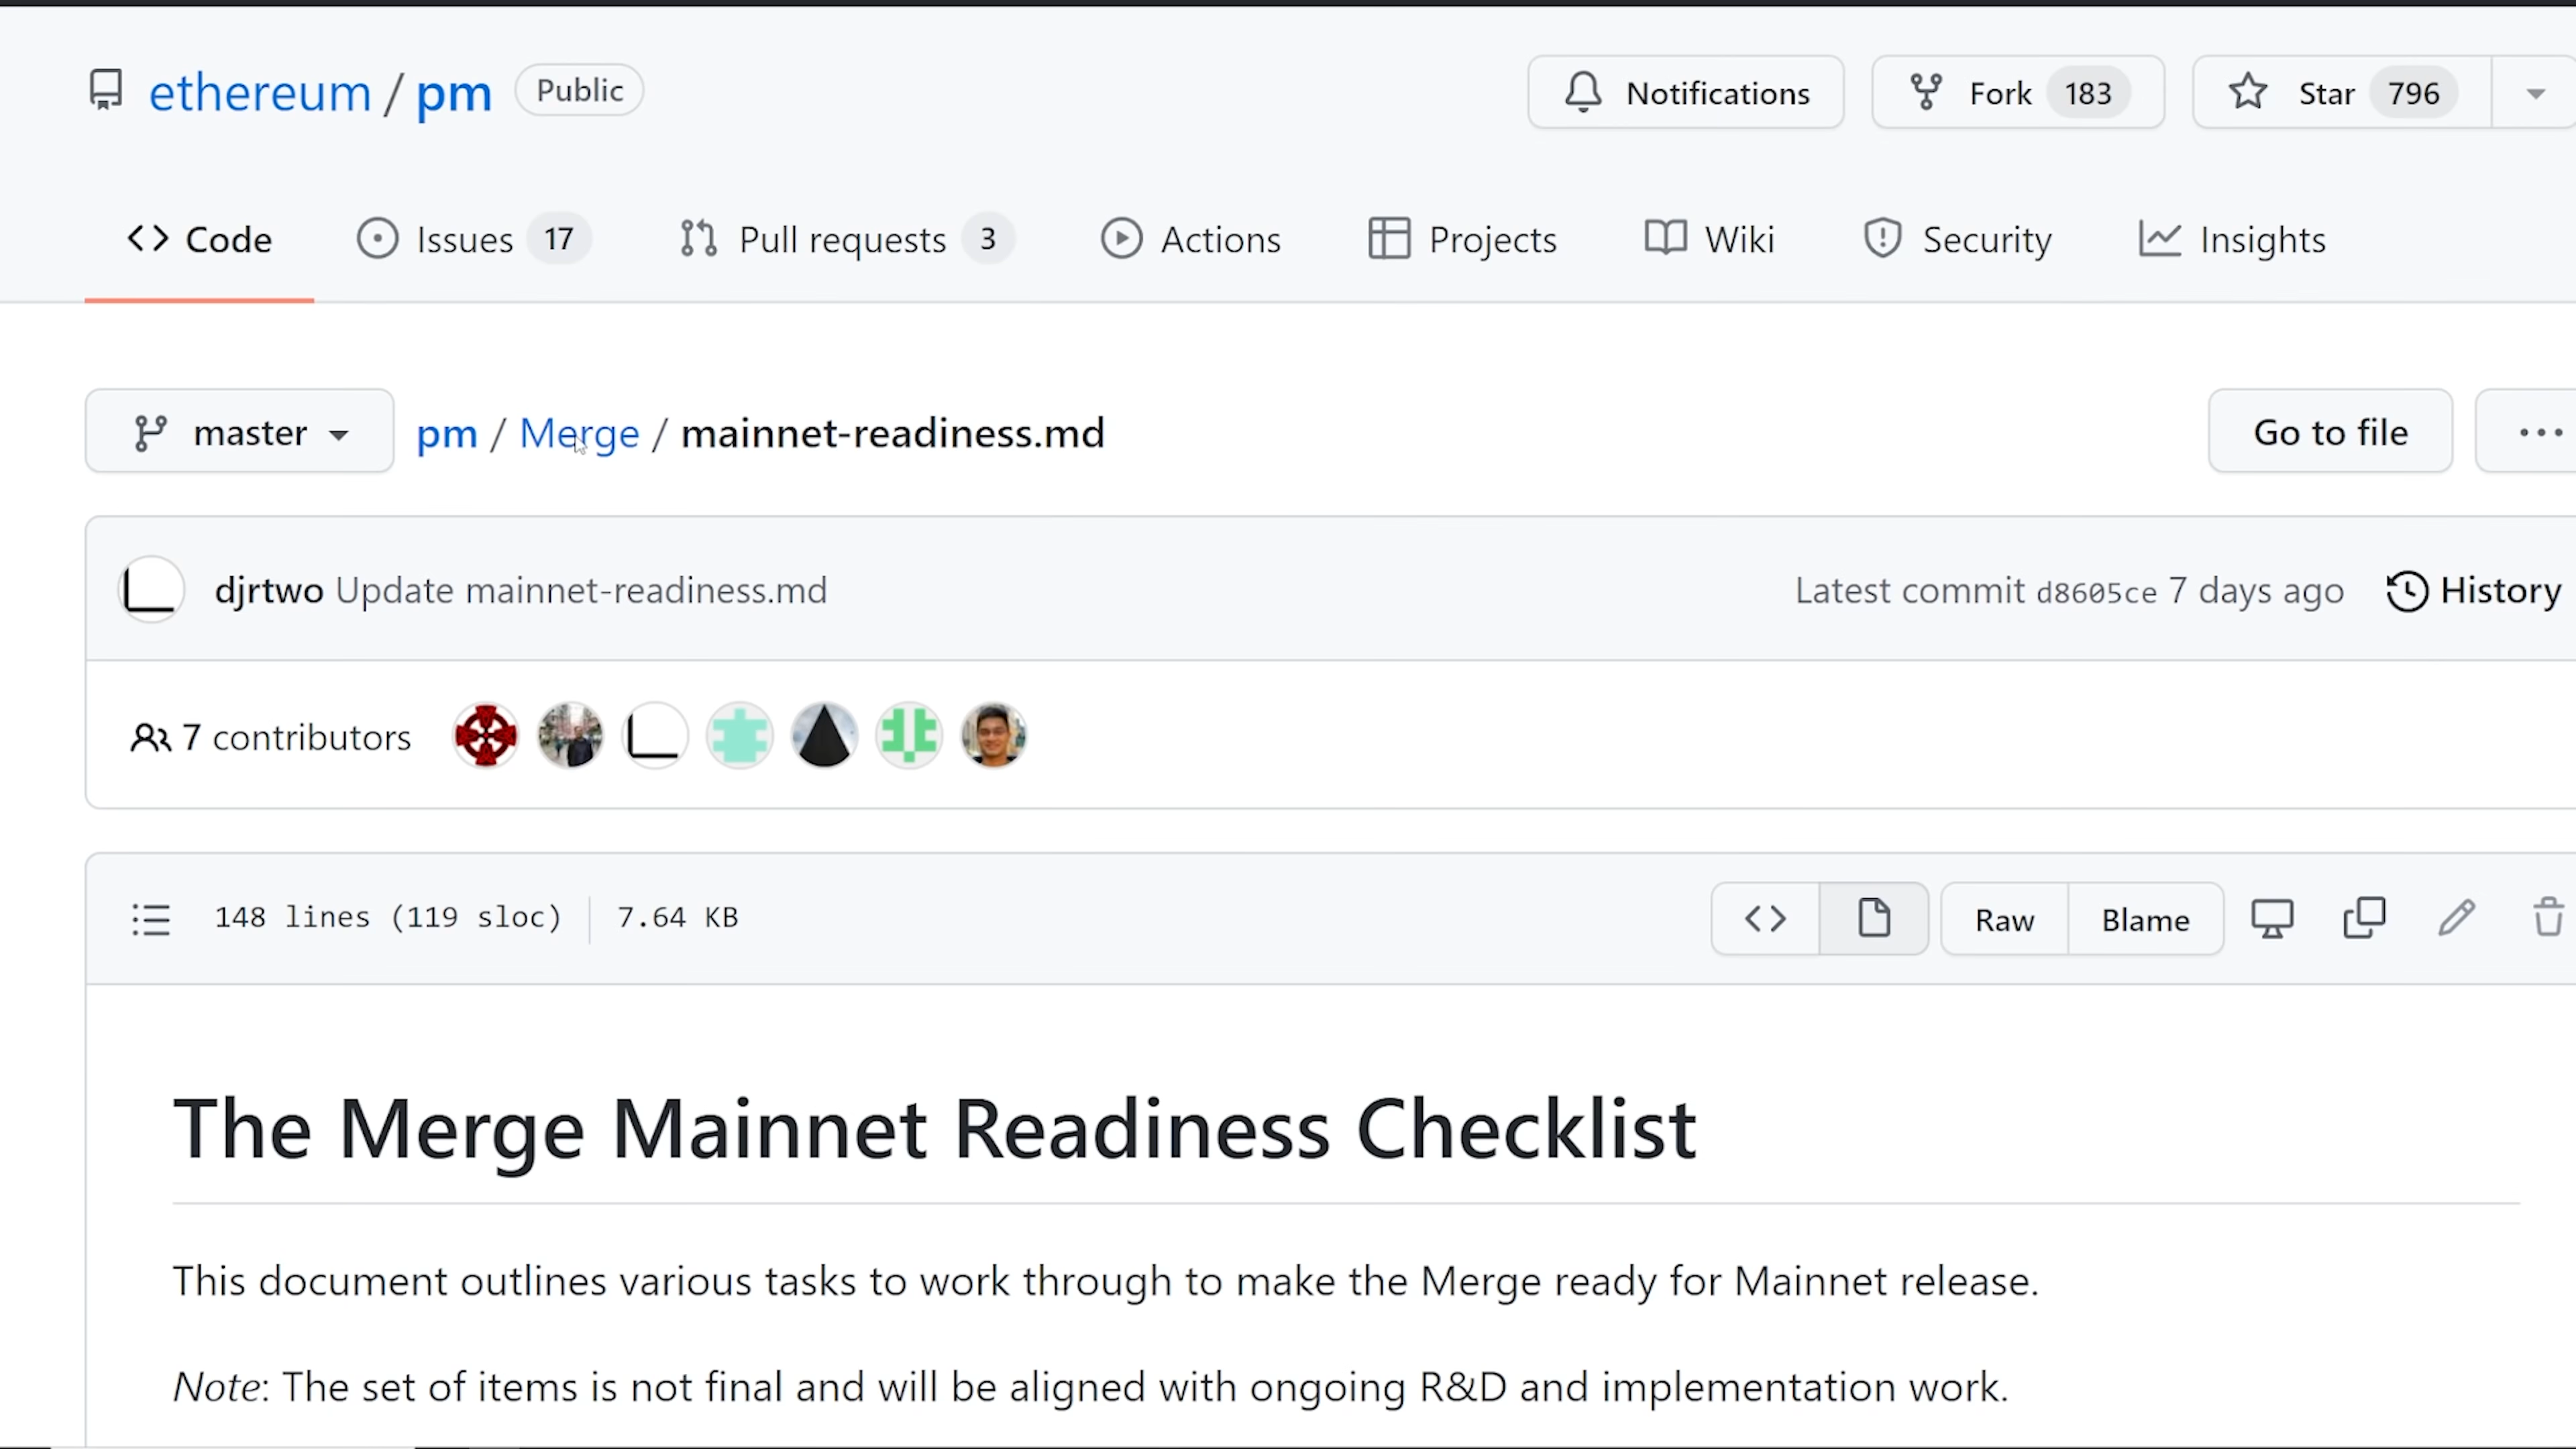 ethereum / pm Public Notifications Fork 183 Star 796
Code Issues 17 Pull requests 3 Actions Projects Wiki Security Insights
master pm / Merge / mainnet-readiness.md Go to file ...
djrtwo Update mainnet-readiness.md Latest commit d8605ce 7 days ago History
7 contributors
148 lines (119 sloc) 7.64 KB Raw Blame
The Merge Mainnet Readiness Checklist
This document outlines various tasks to work through to make the Merge ready for Mainnet release.
Note: The set of items is not final and will be aligned with ongoing R&D and implementation work.